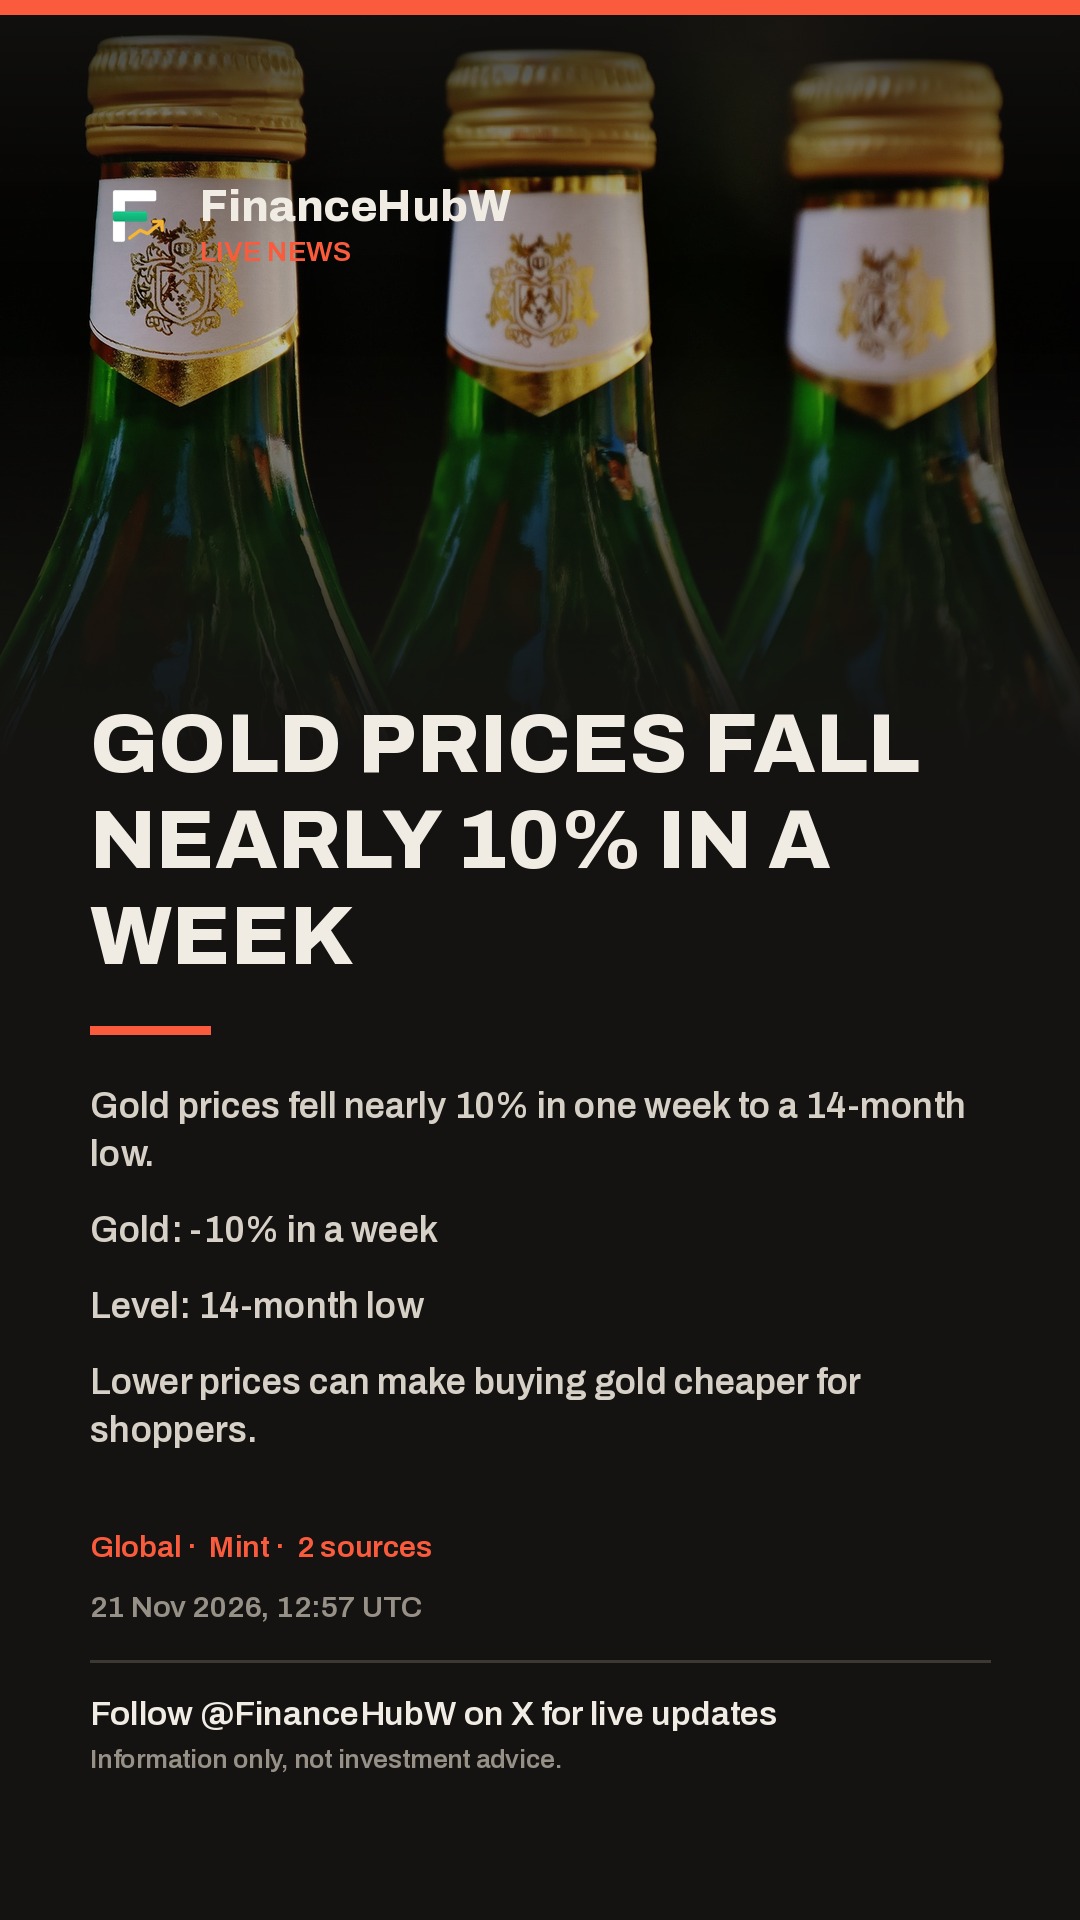 FinanceHubW
LIVE NEWS
GOLD PRICES FALL
NEARLY 10% IN A
WEEK
Gold prices fell nearly 10% in one week to a 14-month
low.
Gold: -10% in a week
Level: 14-month low
Lower prices can make buying gold cheaper for
shoppers.
Global · Mint · 2 sources
21 Nov 2026, 12:57 UTC
Follow @FinanceHubW on X for live updates
Information only, not investment advice.